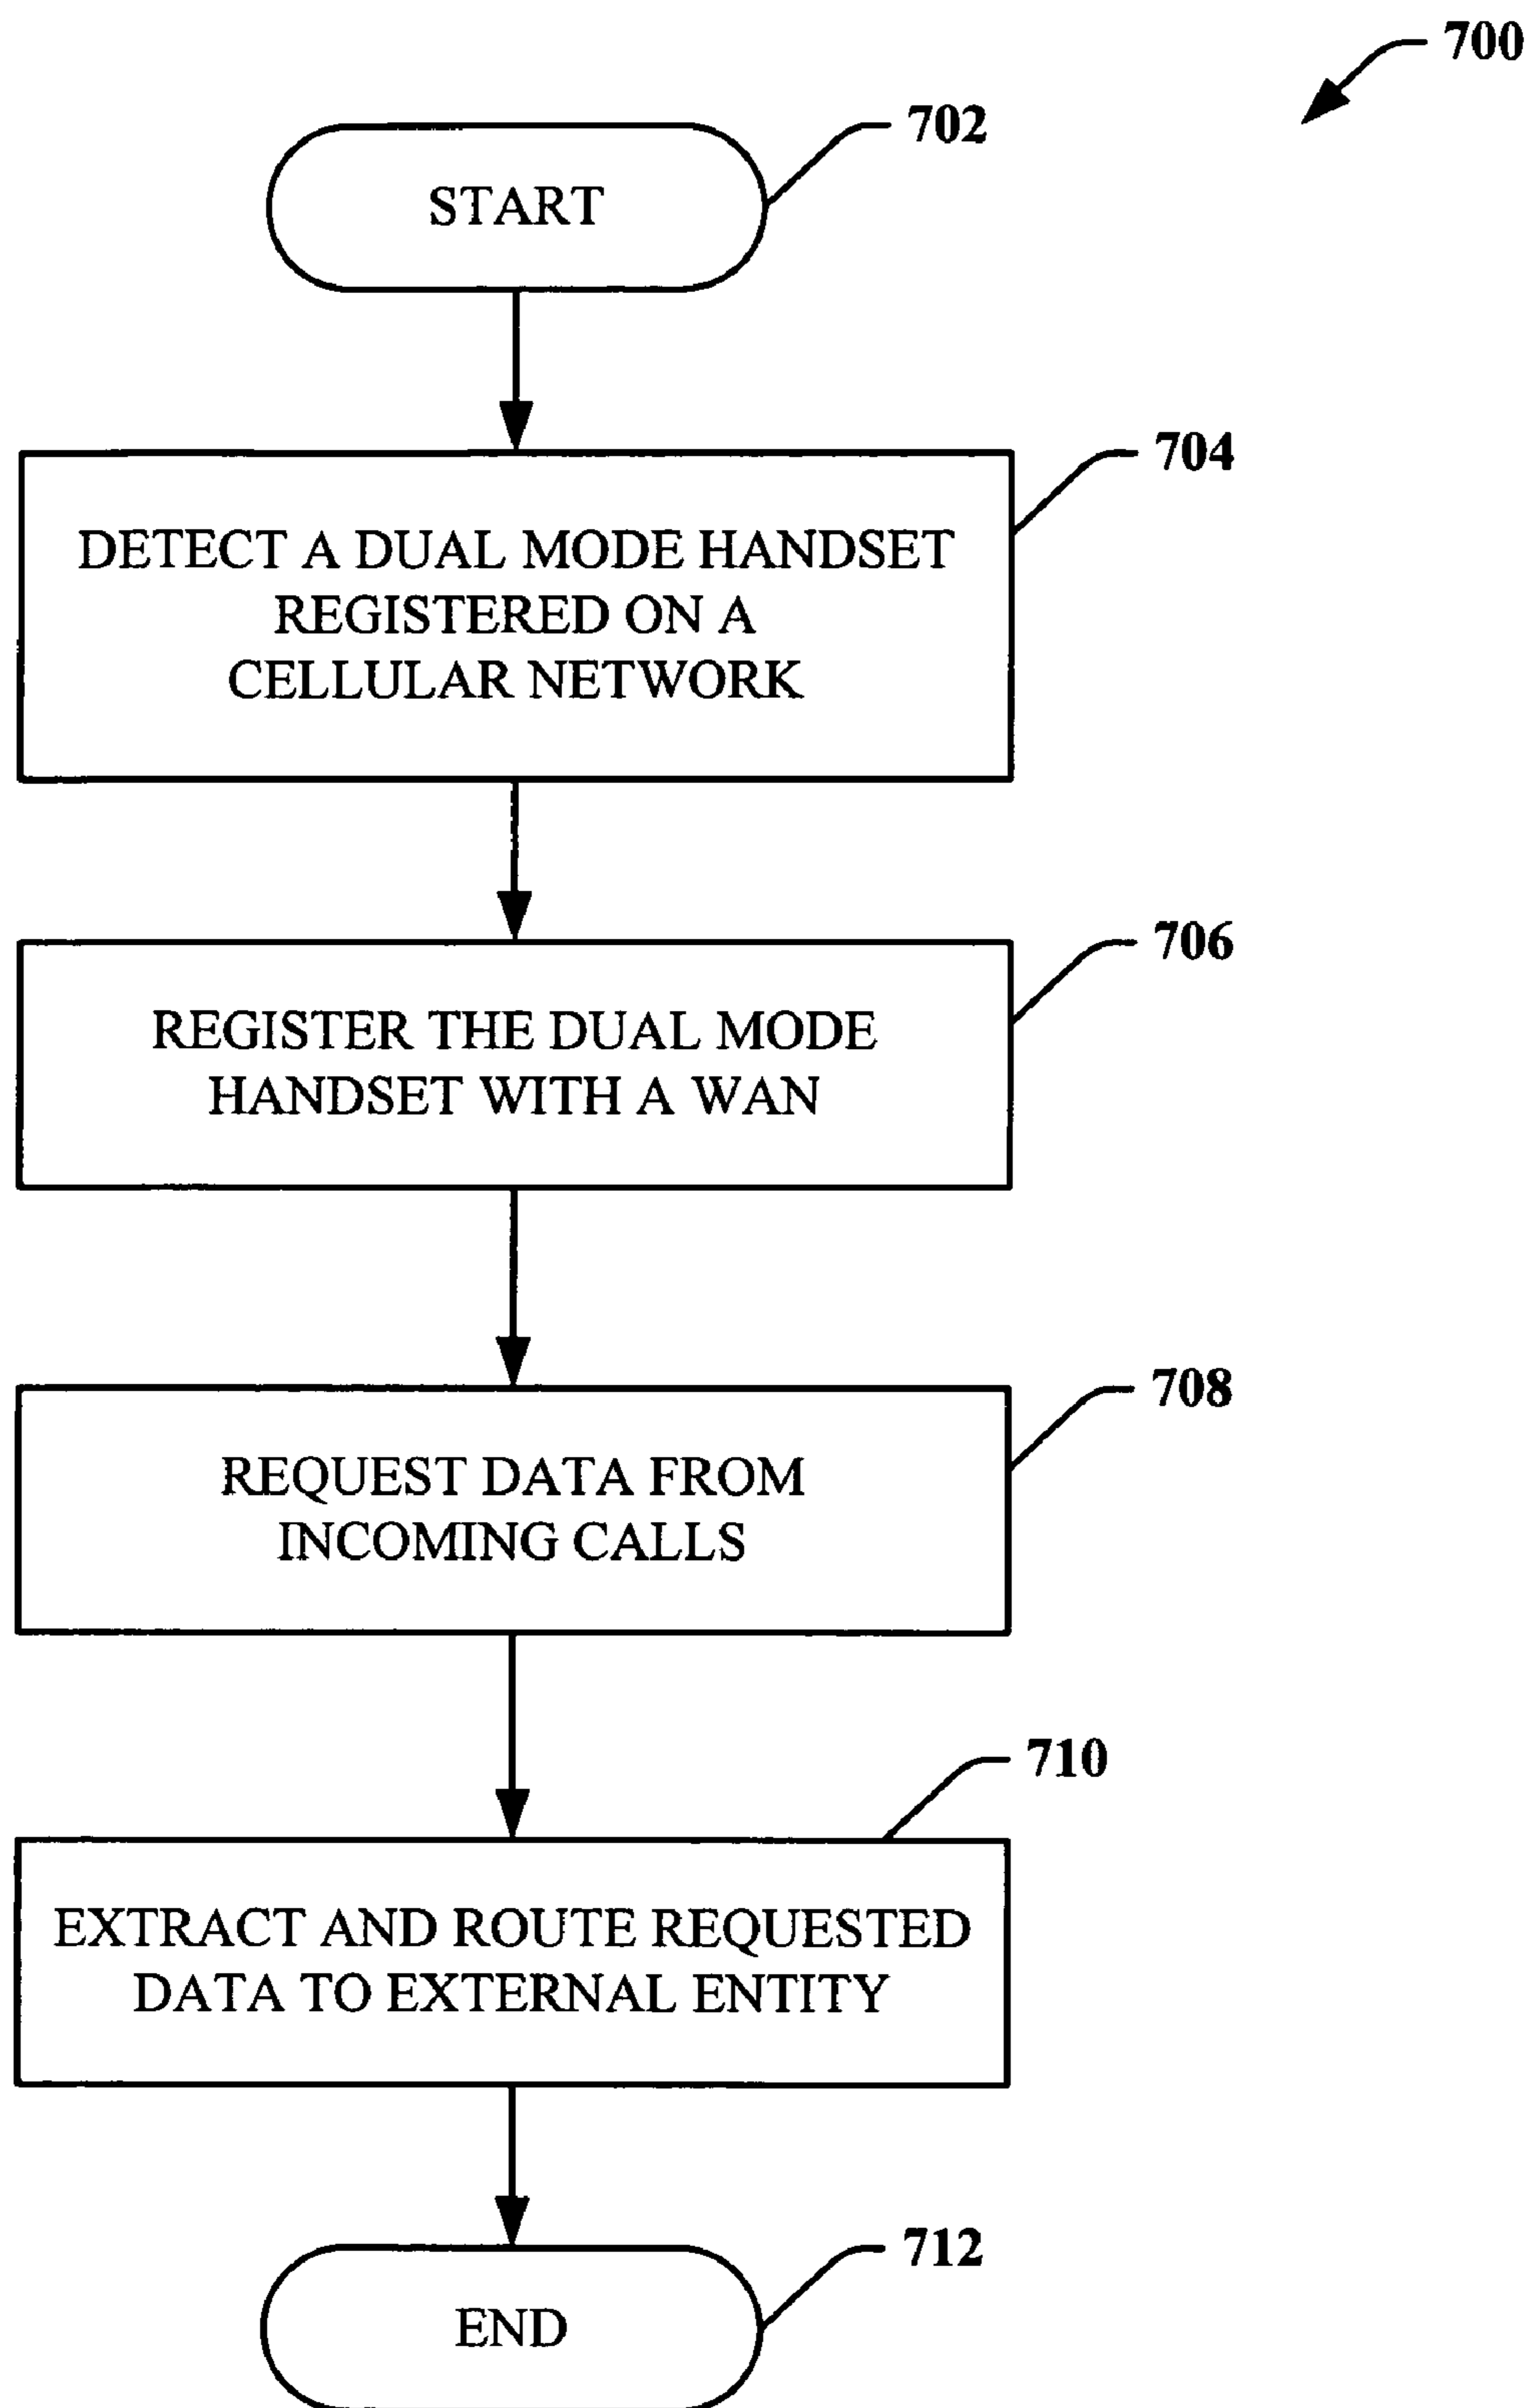 700
702
START
704
DETECT A DUAL MODE HANDSET
REGISTERED ON A
CELLULAR NETWORK
706
REGISTER THE DUAL MODE
HANDSET WITH A WAN
708
REQUEST DATA FROM
INCOMING CALLS
710
EXTRACT AND ROUTE REQUESTED
DATA TO EXTERNAL ENTITY
712
END